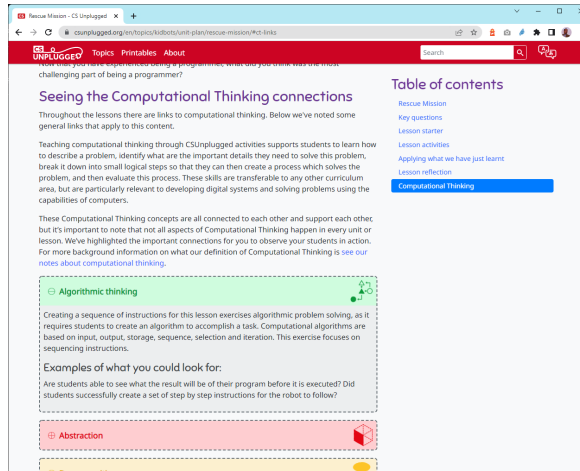 Rescue Mission - CS Unplugged
csunplugged.org/en/topics/kidbots/unit-plan/rescue-mission/#ct-links
CS UNPLUGGED Topics Printables About Search
Now that you have experienced being a programmer, what did you think was the most
challenging part of being a programmer?
Seeing the Computational Thinking connections
Throughout the lessons there are links to computational thinking. Below we've noted some
general links that apply to this content.
Teaching computational thinking through CSUnplugged activities supports students to learn how
to describe a problem, identify what are the important details they need to solve this problem,
break it down into small logical steps so that they can then create a process which solves the
problem, and then evaluate this process. These skills are transferable to any other curriculum
area, but are particularly relevant to developing digital systems and solving problems using the
capabilities of computers.
These Computational Thinking concepts are all connected to each other and support each other,
but it's important to note that not all aspects of Computational Thinking happen in every unit or
lesson. We've highlighted the important connections for you to observe your students in action.
For more background information on what our definition of Computational Thinking is see our
notes about computational thinking.
Algorithmic thinking
Creating a sequence of instructions for this lesson exercises algorithmic problem solving, as it
requires students to create an algorithm to accomplish a task. Computational algorithms are
based on input, output, storage, sequence, selection and iteration. This exercise focuses on
sequencing instructions.
Examples of what you could look for:
Are students able to see what the result will be of their program before it is executed? Did
students successfully create a set of step by step instructions for the robot to follow?
Abstraction
Table of contents
Rescue Mission
Key questions
Lesson starter
Lesson activities
Applying what we have just learnt
Lesson reflection
Computational Thinking